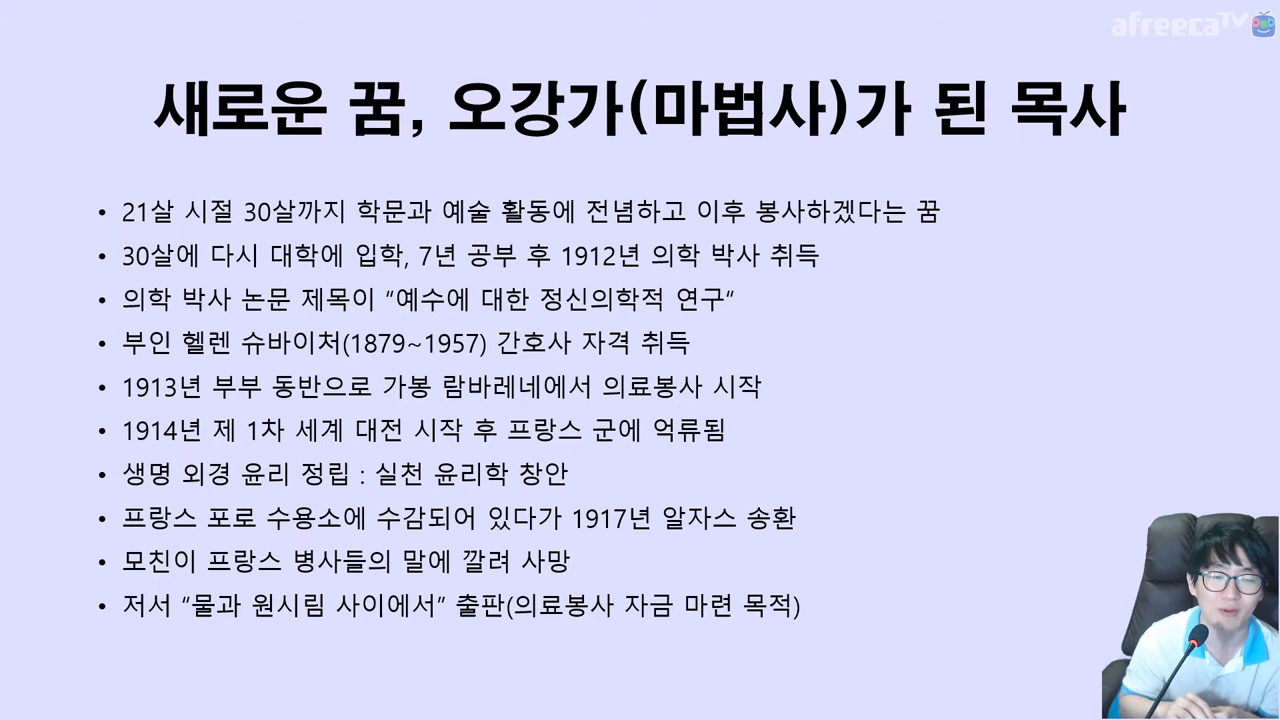 afreecaTV
새로운 꿈, 오강가(마법사)가 된 목사
• 21살 시절 30살까지 학문과 예술 활동에 전념하고 이후 봉사하겠다는 꿈
• 30살에 다시 대학에 입학, 7년 공부 후 1912년 의학 박사 취득
• 의학 박사 논문 제목이 “예수에 대한 정신의학적 연구“
• 부인 헬렌 슈바이처(1879~1957) 간호사 자격 취득
• 1913년 부부 동반으로 가봉 람바레네에서 의료봉사 시작
• 1914년 제 1차 세계 대전 시작 후 프랑스 군에 억류됨
• 생명 외경 윤리 정립 : 실천 윤리학 창안
• 프랑스 포로 수용소에 수감되어 있다가 1917년 알자스 송환
• 모친이 프랑스 병사들의 말에 깔려 사망
• 저서 “물과 원시림 사이에서” 출판(의료봉사 자금 마련 목적)